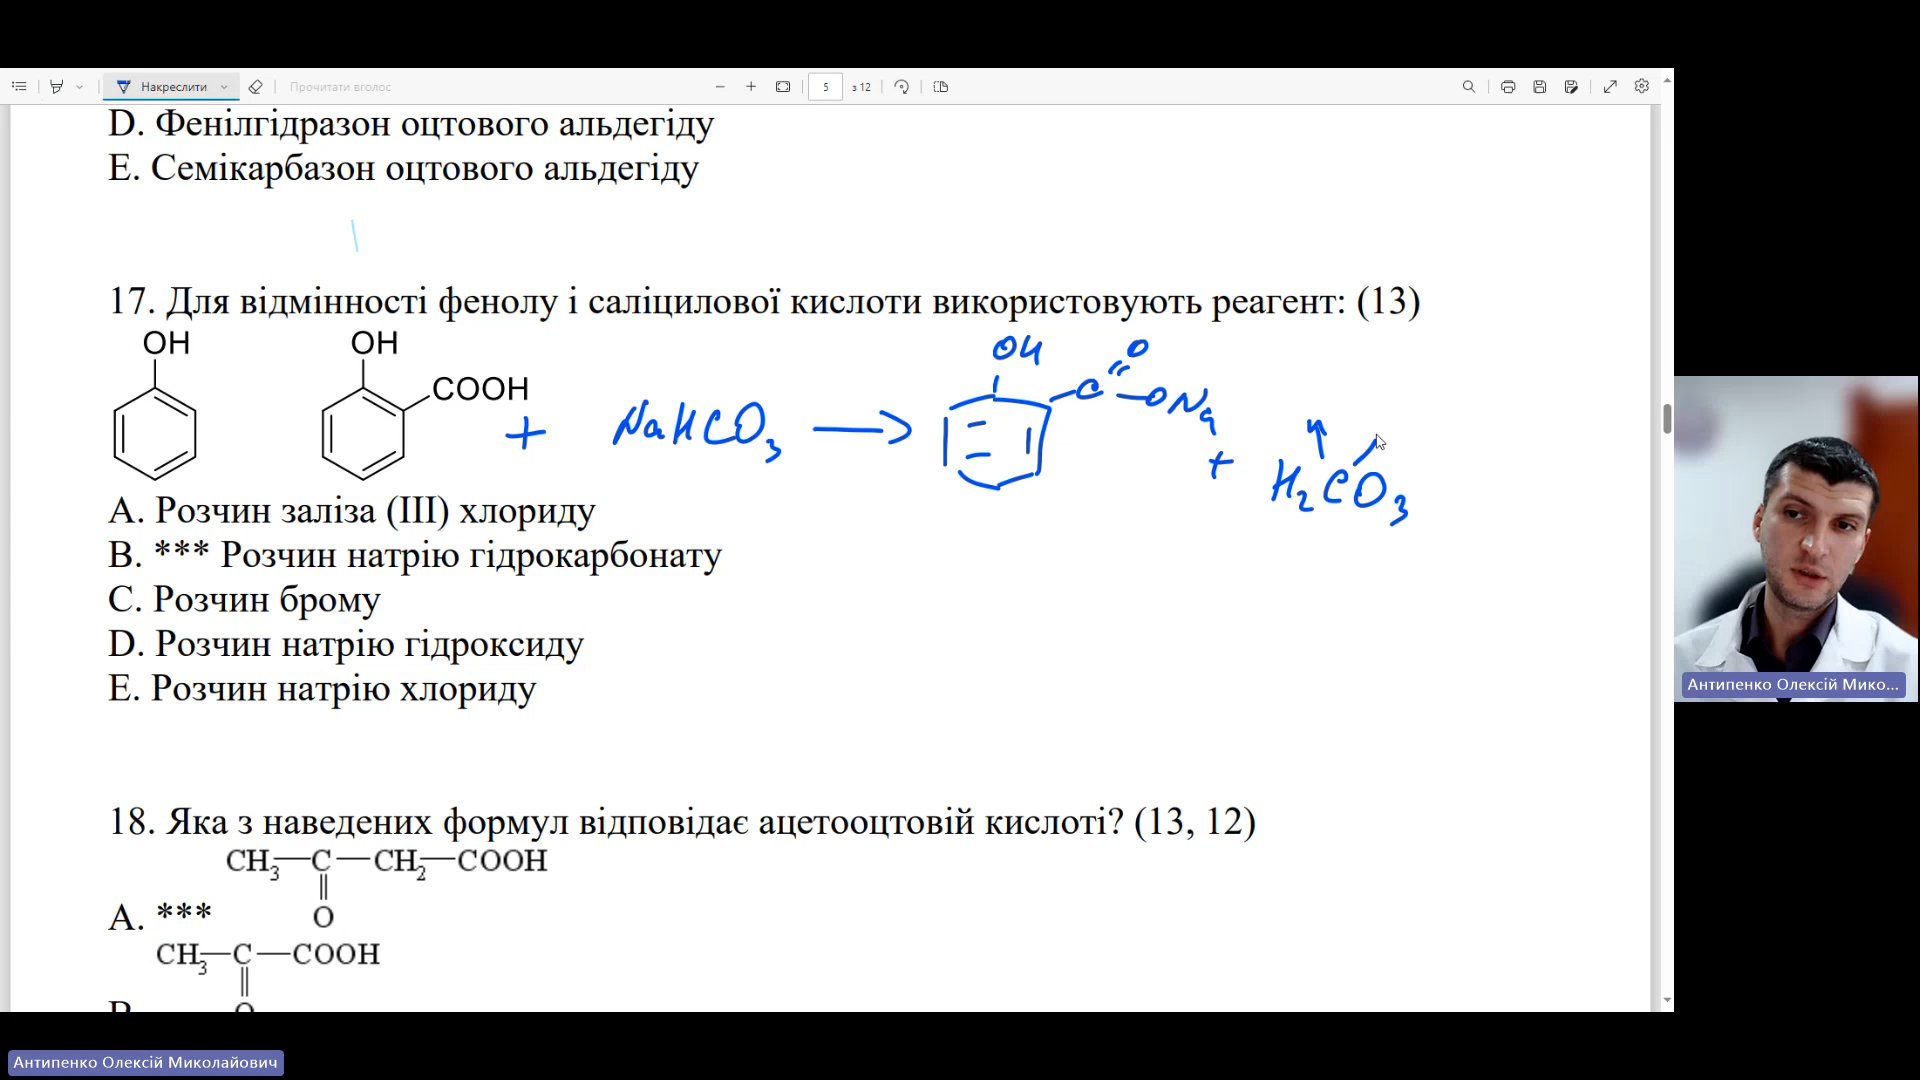 Накреслити
Прочитати вголос
5 з 12
D. Фенілгідразон оцтового альдегіду
E. Семікарбазон оцтового альдегіду
17. Для відмінності фенолу і саліцилової кислоти використовують реагент: (13)
OH
OH
COOH
+ NaHCO3
OH
C
O
ONa
+ H2CO3
A. Розчин заліза (III) хлориду
B. *** Розчин натрію гідрокарбонату
C. Розчин брому
D. Розчин натрію гідроксиду
E. Розчин натрію хлориду
18. Яка з наведених формул відповідає ацетооцтовій кислоті? (13, 12)
CH3—C—CH2—COOH
O
A. ***
CH3—C—COOH
Антипенко Олексій Мико...
Антипенко Олексій Миколайович